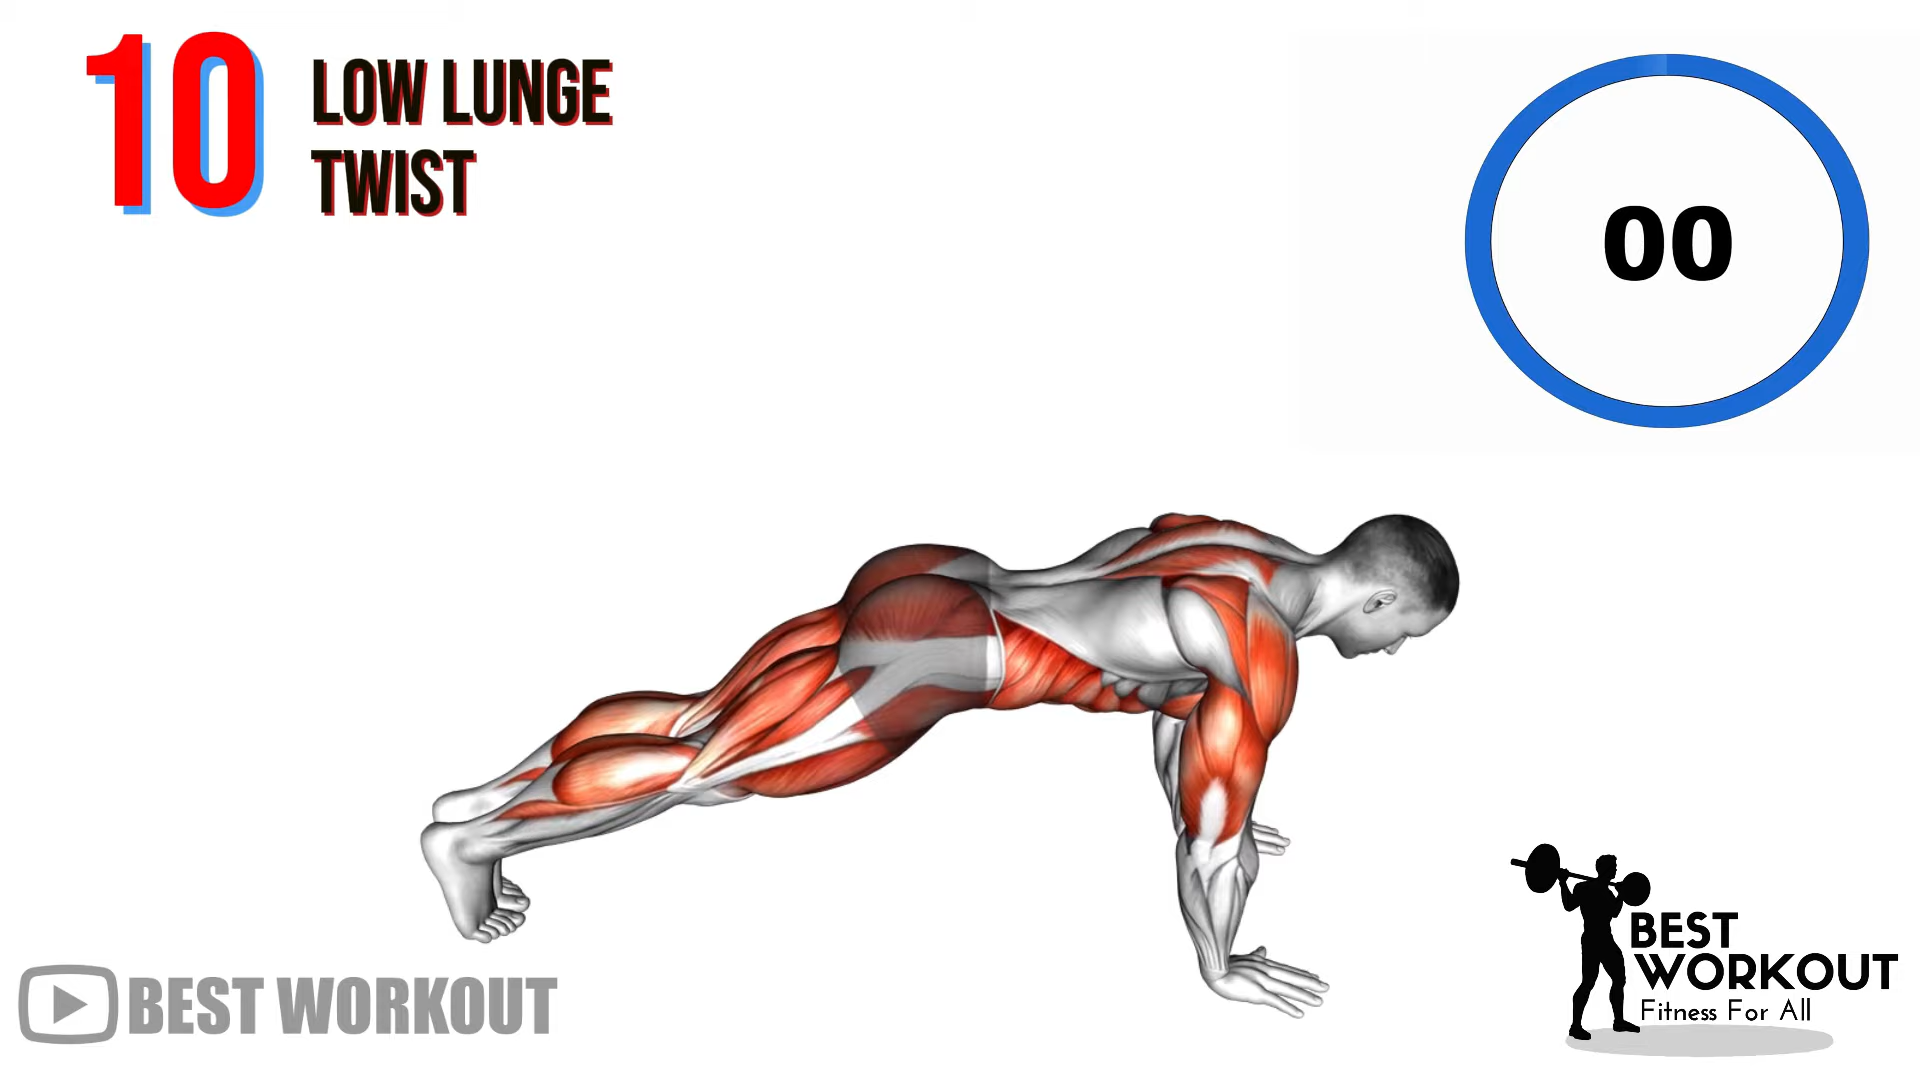 10
LOW LUNGE
TWIST
00
BEST WORKOUT
BEST
WORKOUT
Fitness For All